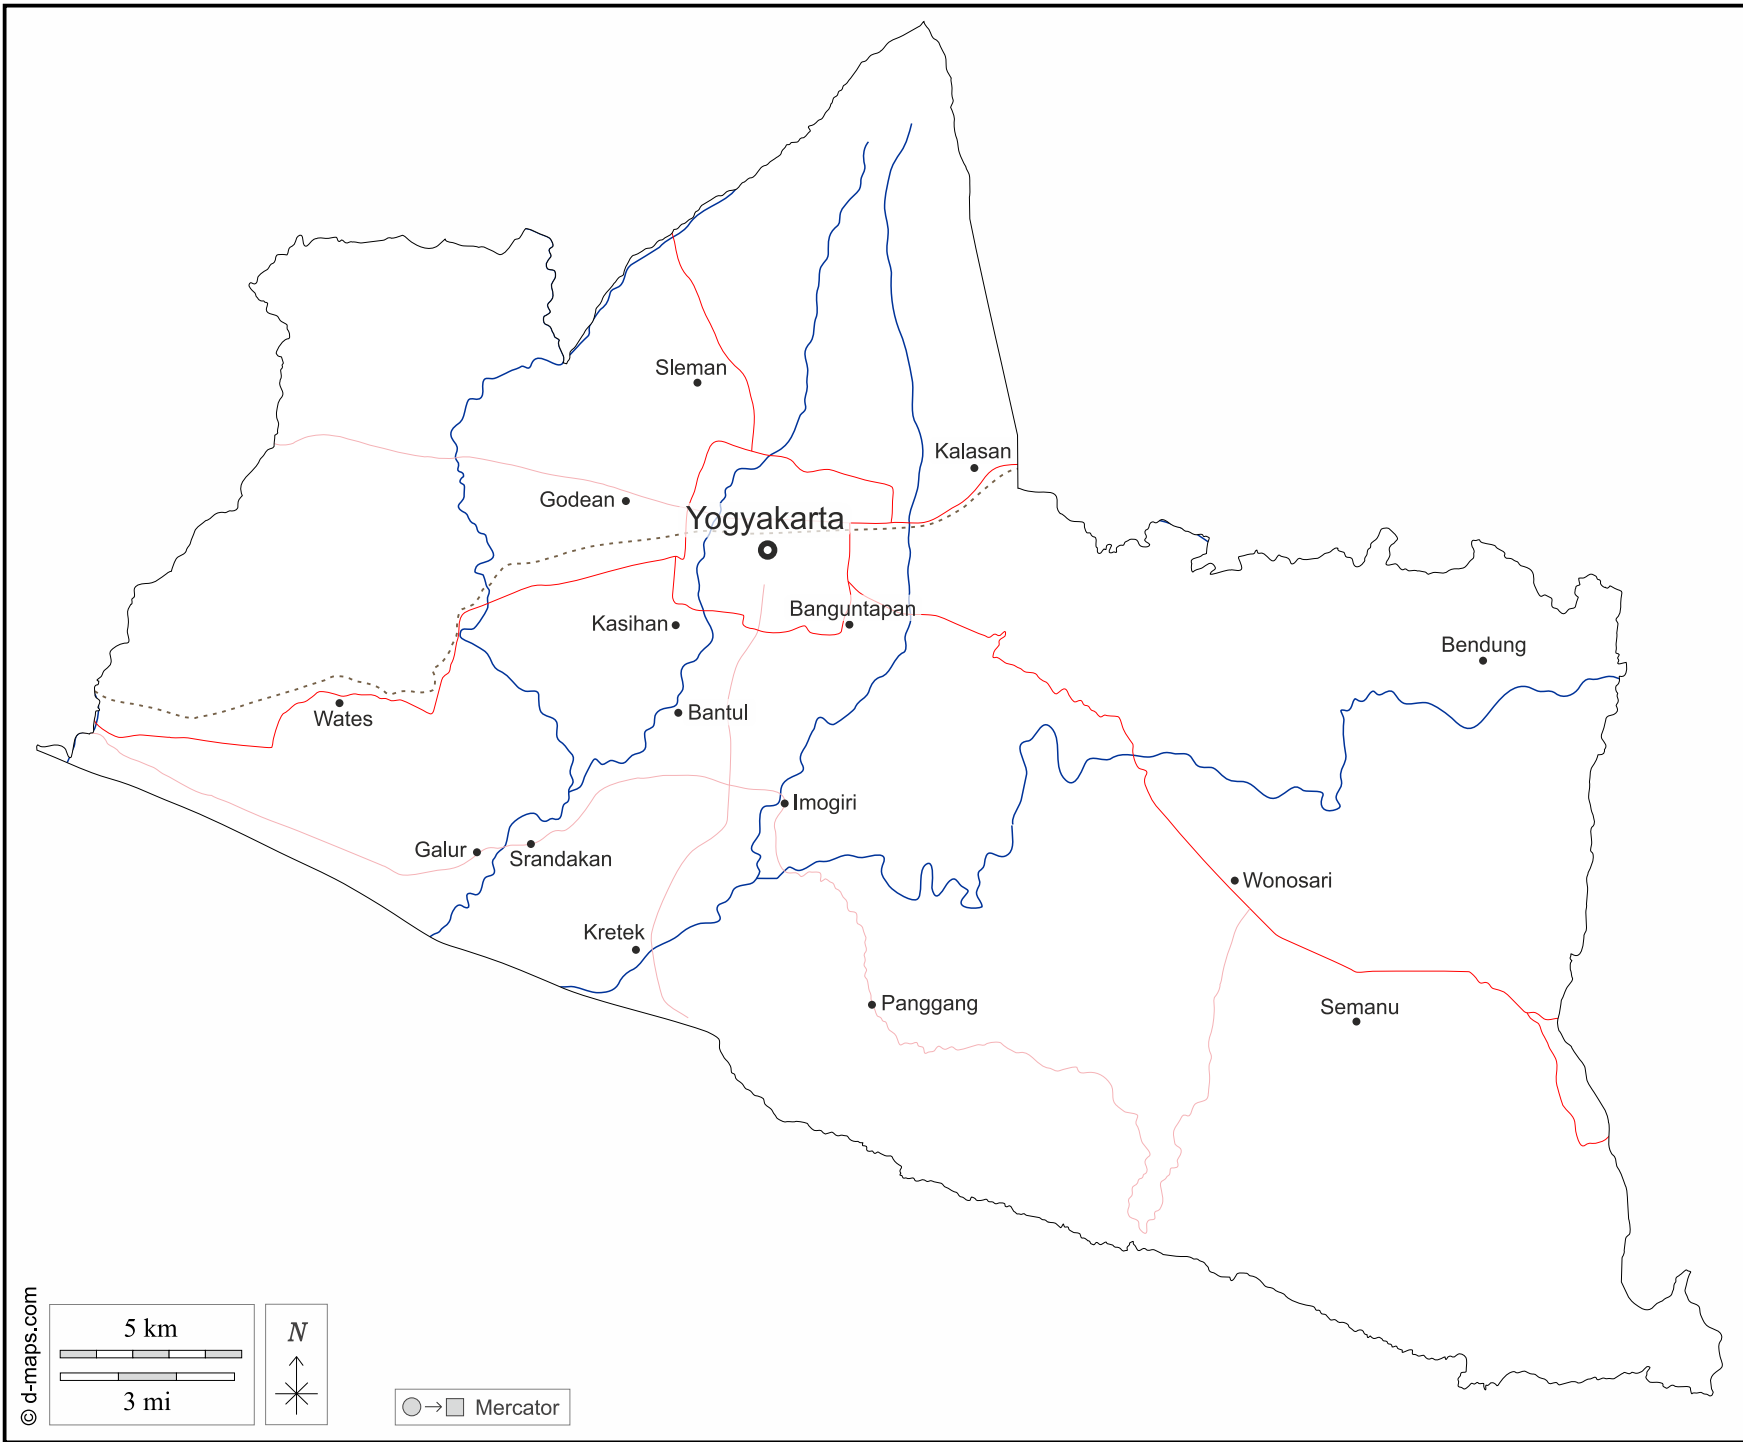 Sleman
Kalasan
Godean
Yogyakarta
Banguntapan
Kasihan
Bendung
Wates
Bantul
Imogiri
Galur
Srandakan
Wonosari
Kretek
Panggang
Semanu
© d-maps.com
5 km
3 mi
N
Mercator